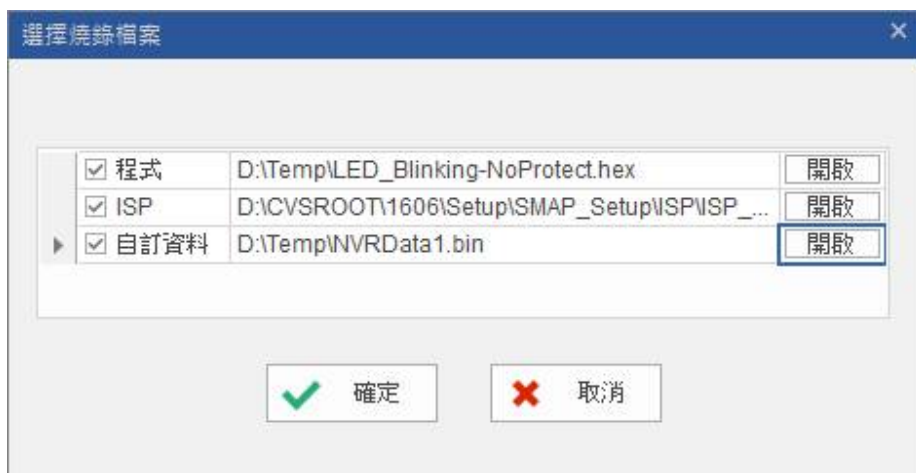 選擇燒錄檔案
程式 D:\Temp\LED_Blinking-NoProtect.hex 開啟
ISP D:\CVSROOT\1606\Setup\SMAP_Setup\ISP\ISP_... 開啟
自訂資料 D:\Temp\NVRData1.bin 開啟
確定 取消